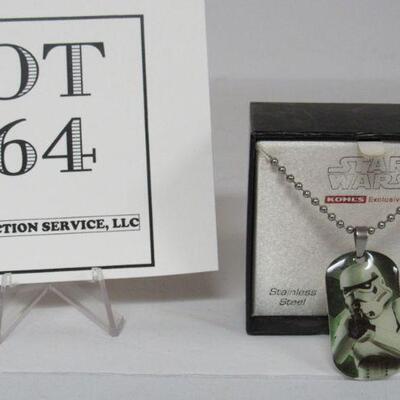 OT
64
CTION SERVICE, LLC
STAR
WARS
KOHL'S Exclusive
Stainless
Steel